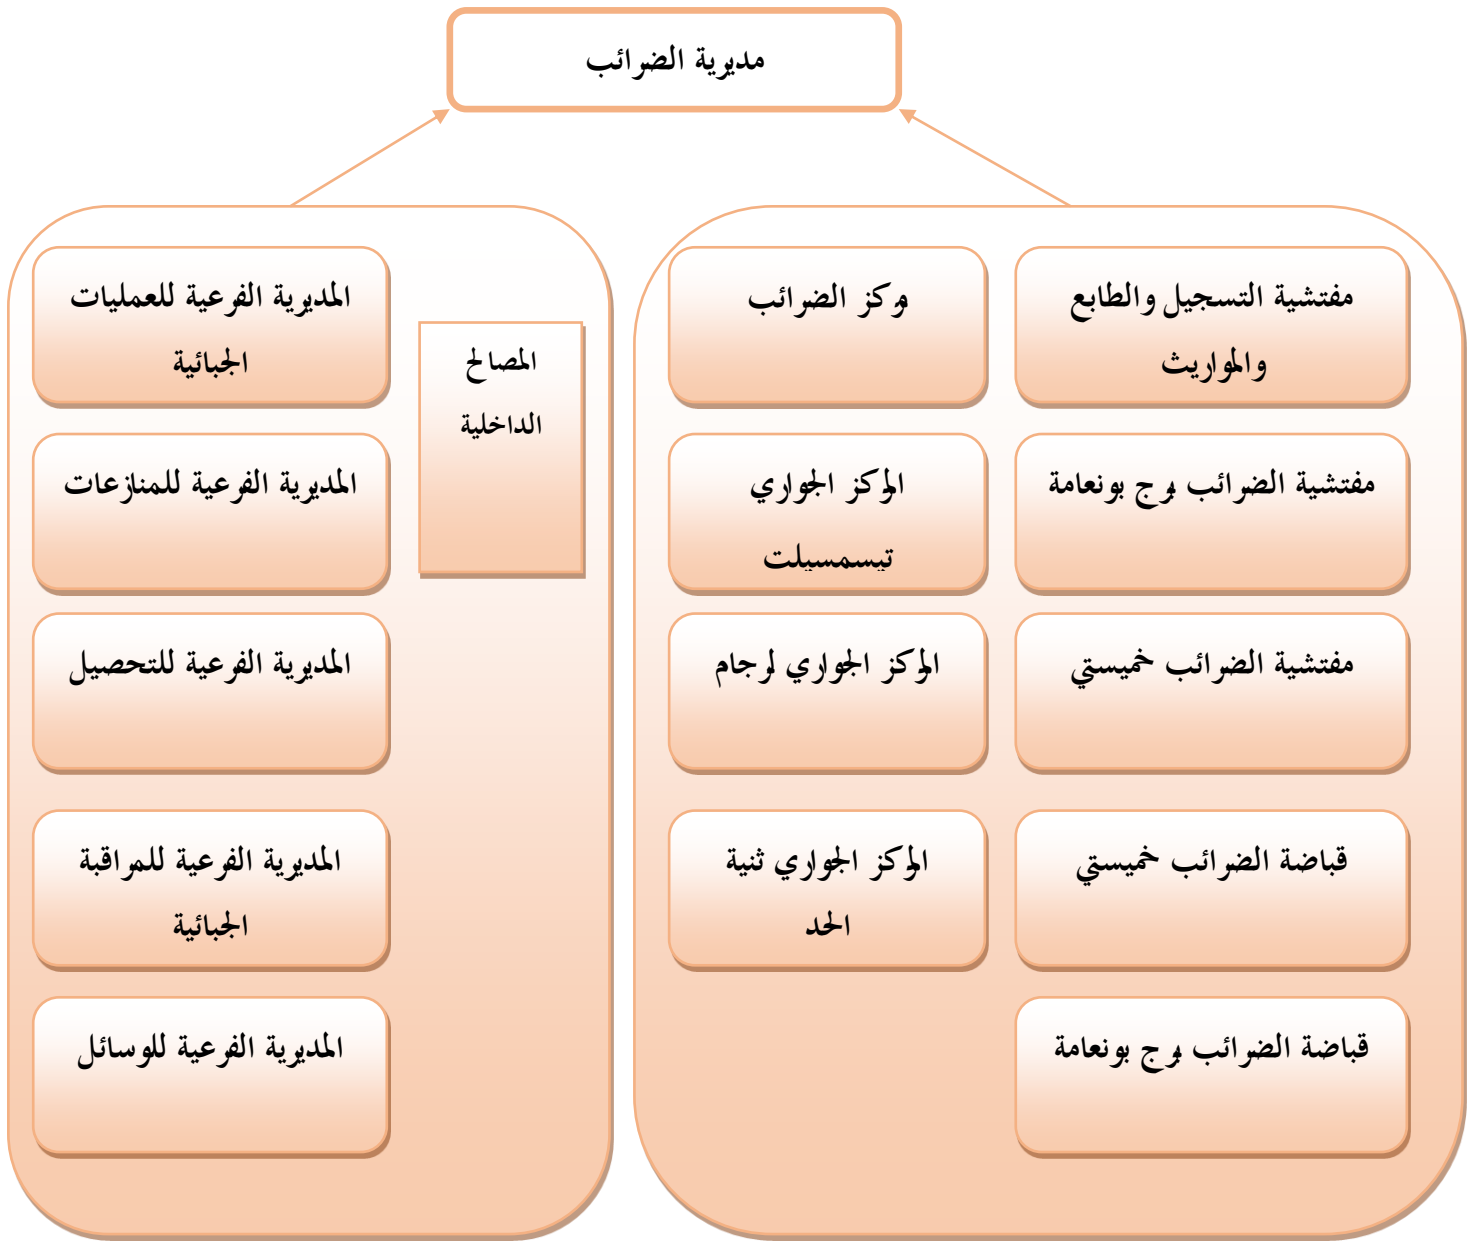 مديرية الضرائب
مفتشية التسجيل والطابع
والمواريث
مركز الضرائب
مفتشية الضرائب برج بونعامة
المركز الجواري
تيسمسيلت
مفتشية الضرائب خميستي
المركز الجواري لرجام
قباضة الضرائب خميستي
المركز الجواري ثنية
الحد
قباضة الضرائب برج بونعامة
المصالح
الداخلية
المديرية الفرعية للعمليات
الجبائية
المديرية الفرعية للمنازعات
المديرية الفرعية للتحصيل
المديرية الفرعية للمراقبة
الجبائية
المديرية الفرعية للوسائل